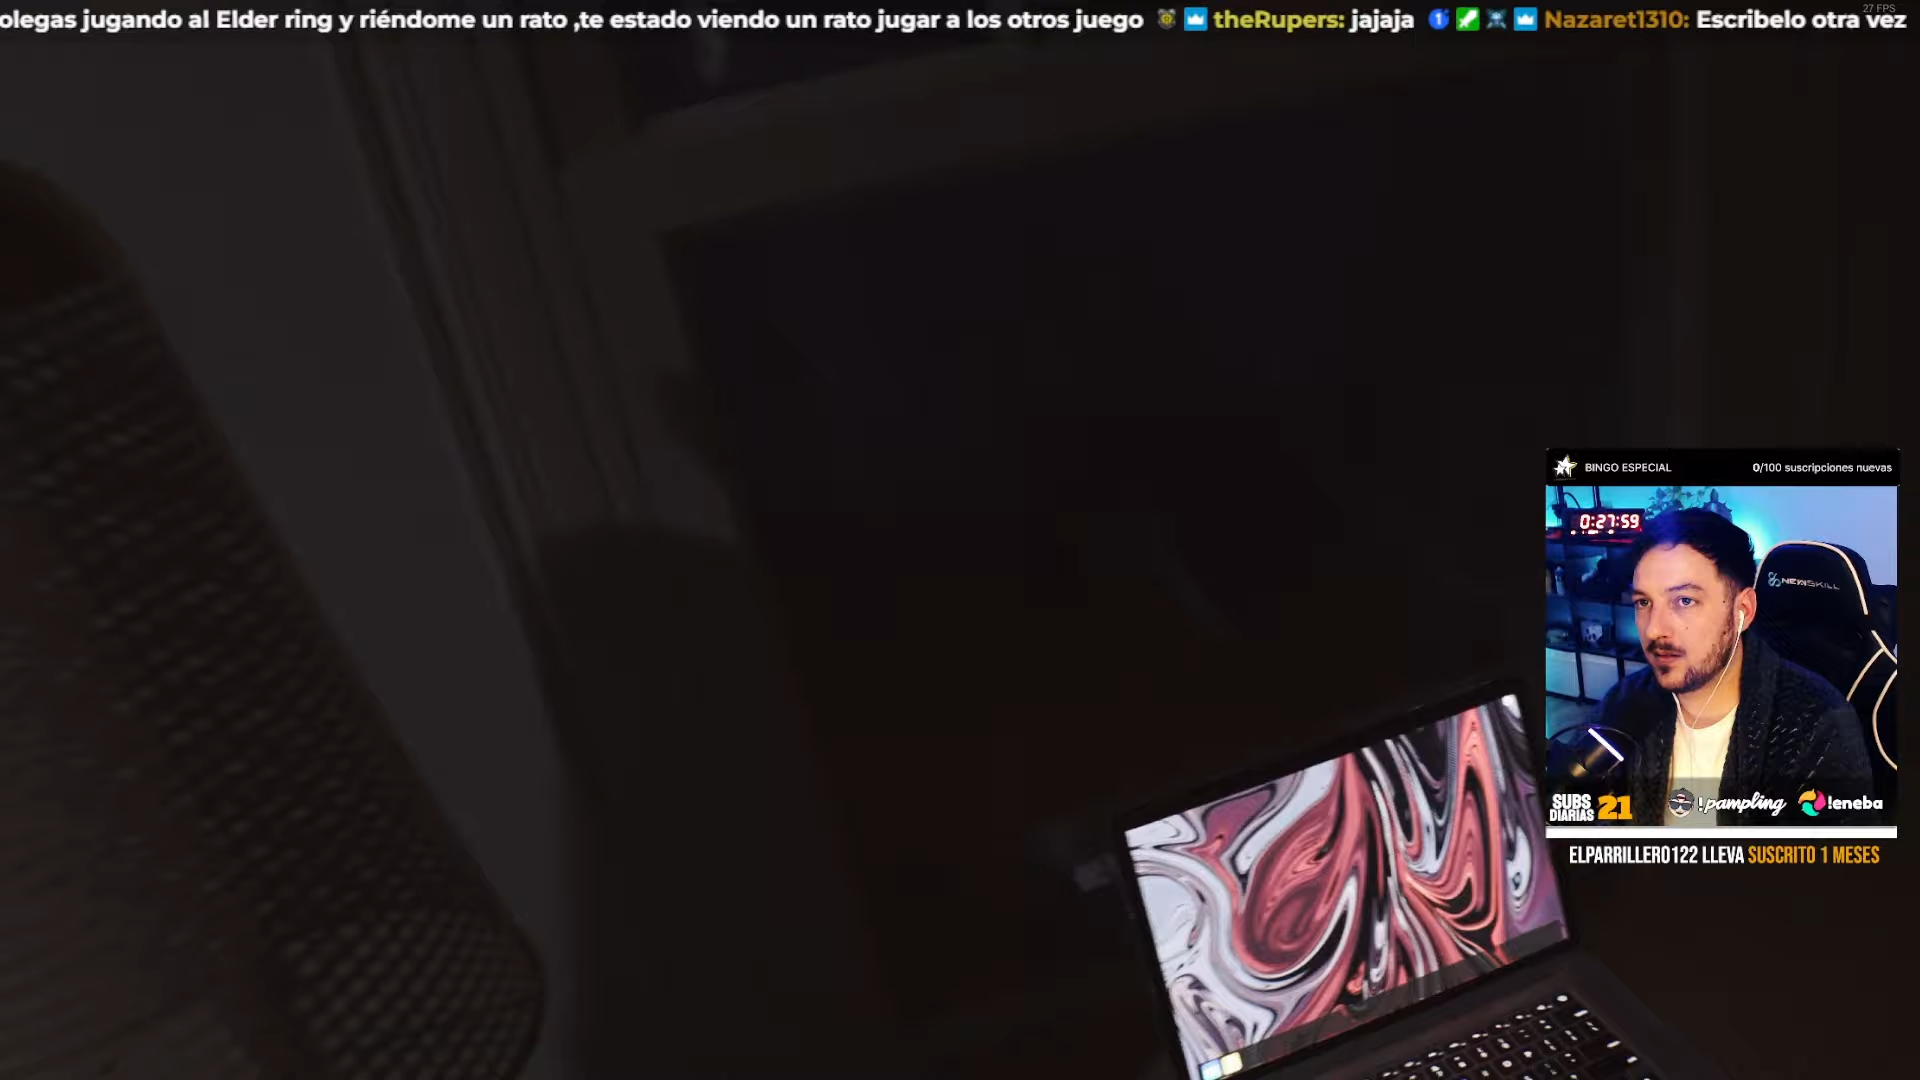 27 FPS
olegas jugando al Elder ring y riéndome un rato ,te estado viendo un rato jugar a los otros juego theRupers: jajaja 1 Nazaret1310: Escribelo otra vez
BINGO ESPECIAL 0/100 suscripciones nuevas
0:27:59
NEWSKILL
SUBS DIARIAS 21 !pampling !eneba
ELPARRILLERO122 LLEVA SUSCRITO 1 MESES